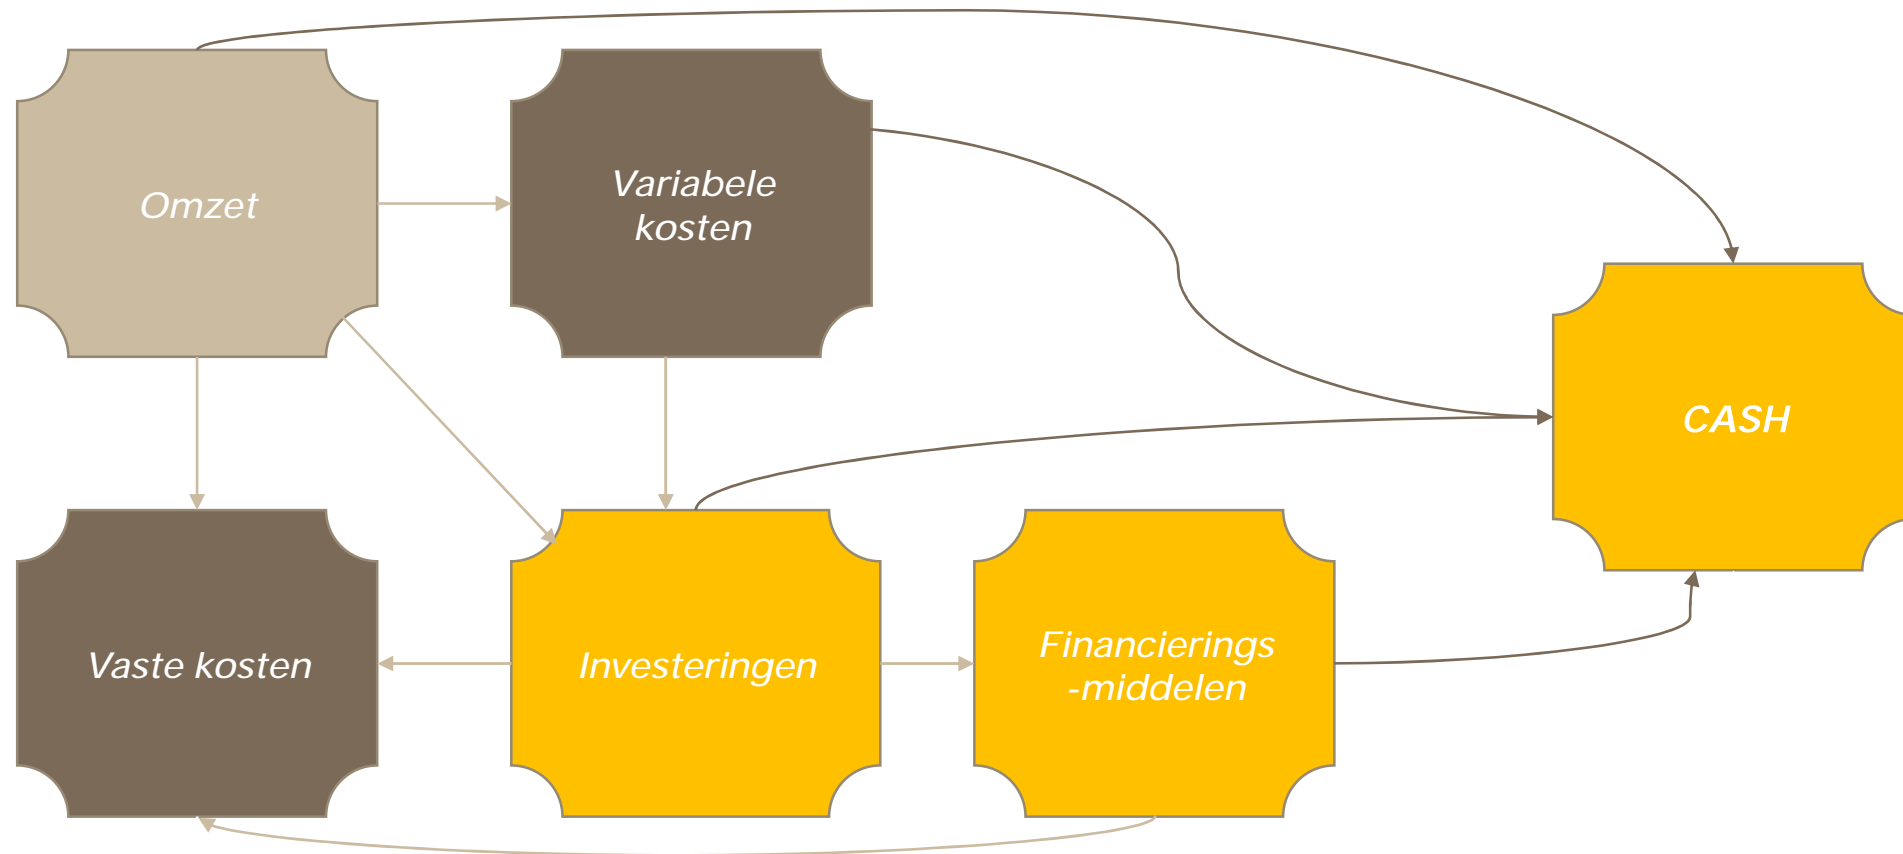 Omzet
Variabele
kosten
CASH
Vaste kosten
Investeringen
Financierings
-middelen